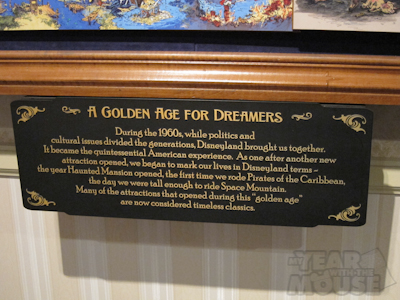 A GOLDEN AGE FOR DREAMERS
During the 1960s, while politics and
cultural issues divided the generations, Disneyland brought us together.
It became the quintessential American experience. As one after another new
attraction opened, we began to mark our lives in Disneyland terms –
the year Haunted Mansion opened, the first time we rode Pirates of the Caribbean,
the day we were tall enough to ride Space Mountain.
Many of the attractions that opened during this "golden age"
are now considered timeless classics.
MY
YEAR
WITH THE
MOUSE